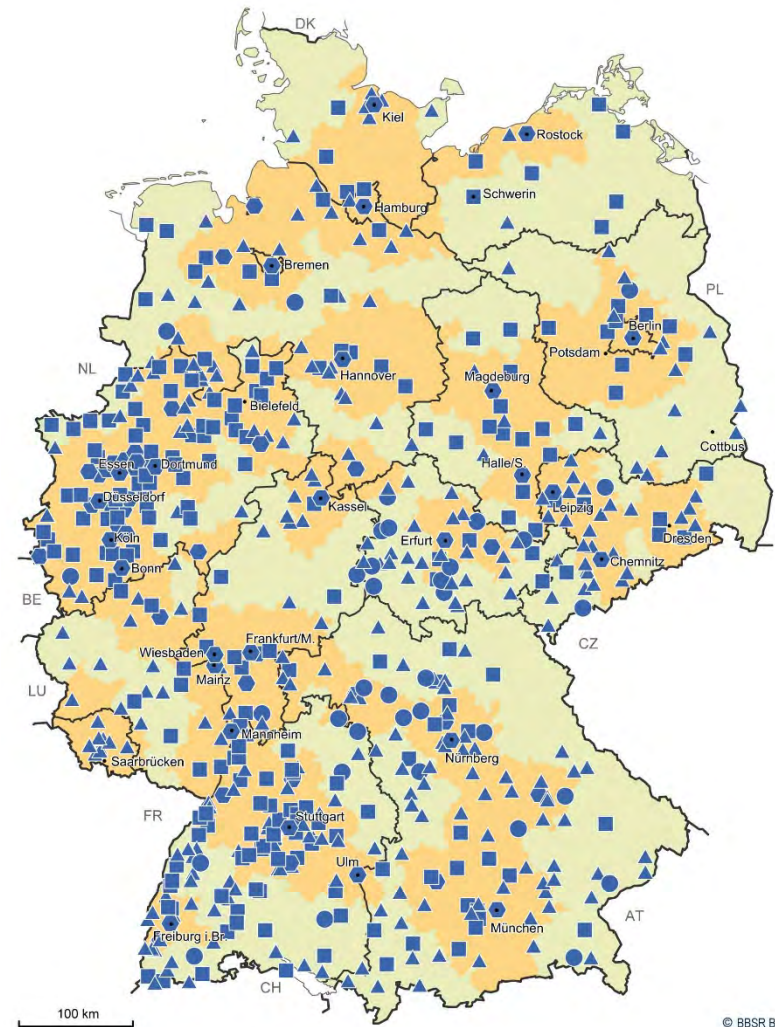 DK
Kiel
Rostock
Schwerin
Hamburg
Bremen
PL
Berlin
Potsdam
NL
Hannover
Magdeburg
Bielefeld
Cottbus
Essen
Dortmund
Halle/S.
Düsseldorf
Kassel
Leipzig
Köln
Erfurt
Dresden
Bonn
Chemnitz
BE
CZ
Wiesbaden
Frankfurt/M.
Mainz
LU
Mannheim
Saarbrücken
Nürnberg
FR
Stuttgart
Ulm
AT
München
Freiburg i.Br.
CH
100 km
© BBSR B